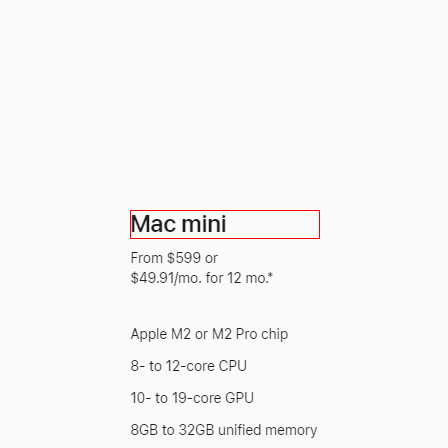 Mac mini
From $599 or
$49.91/mo. for 12 mo.*
Apple M2 or M2 Pro chip
8- to 12-core CPU
10- to 19-core GPU
8GB to 32GB unified memory